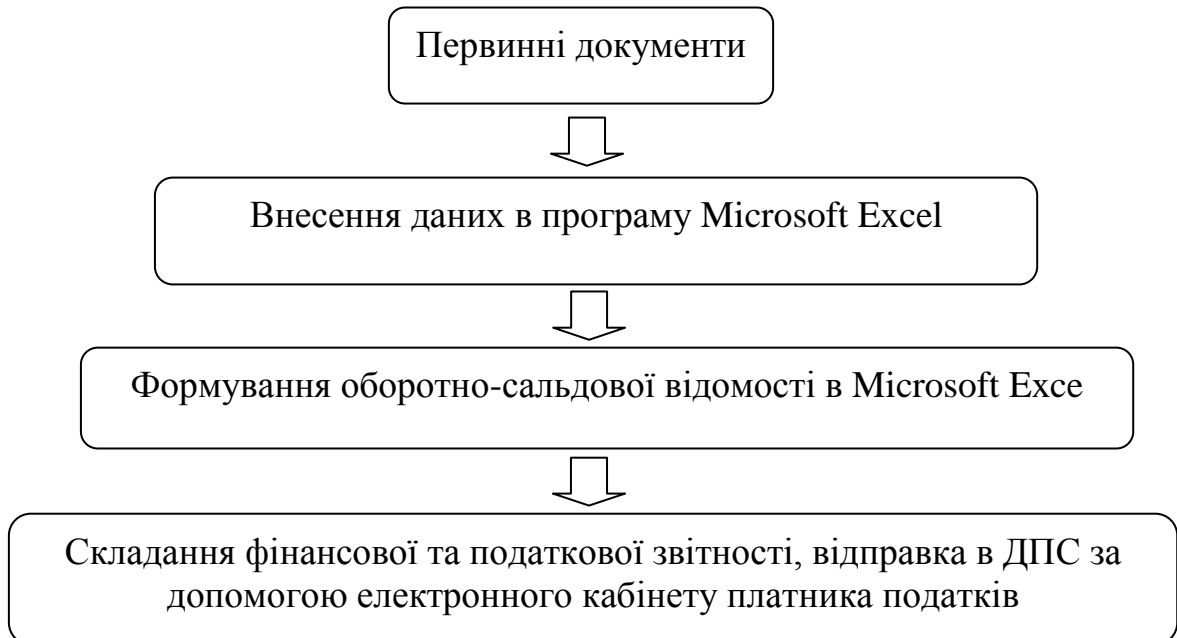 Первинні документи
Внесення даних в програму Microsoft Excel
Формування оборотно-сальдової відомості в Microsoft Exce
Складання фінансової та податкової звітності, відправка в ДПС за
допомогою електронного кабінету платника податків